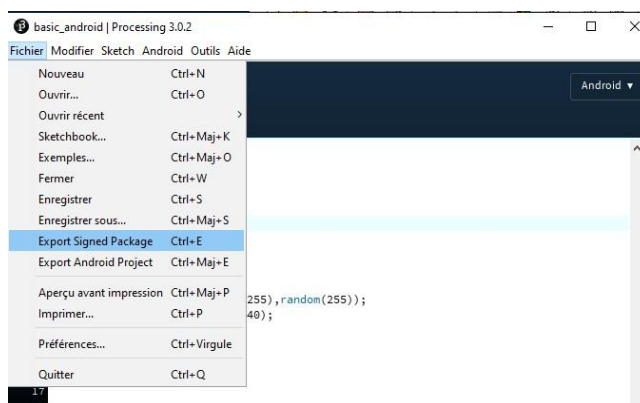 basic_android | Processing 3.0.2
Fichier Modifier Sketch Android Outils Aide
Nouveau Ctrl+N
Android ▼
Ouvrir... Ctrl+O
Ouvrir récent >
Sketchbook... Ctrl+Maj+K
Exemples... Ctrl+Maj+O
Fermer Ctrl+W
Enregistrer Ctrl+S
Enregistrer sous... Ctrl+Maj+S
Export Signed Package Ctrl+E
Export Android Project Ctrl+Maj+E
Aperçu avant impression Ctrl+Maj+P
255),random(255));
Imprimer... Ctrl+P
40);
Préférences... Ctrl+Virgule
Quitter Ctrl+Q
17